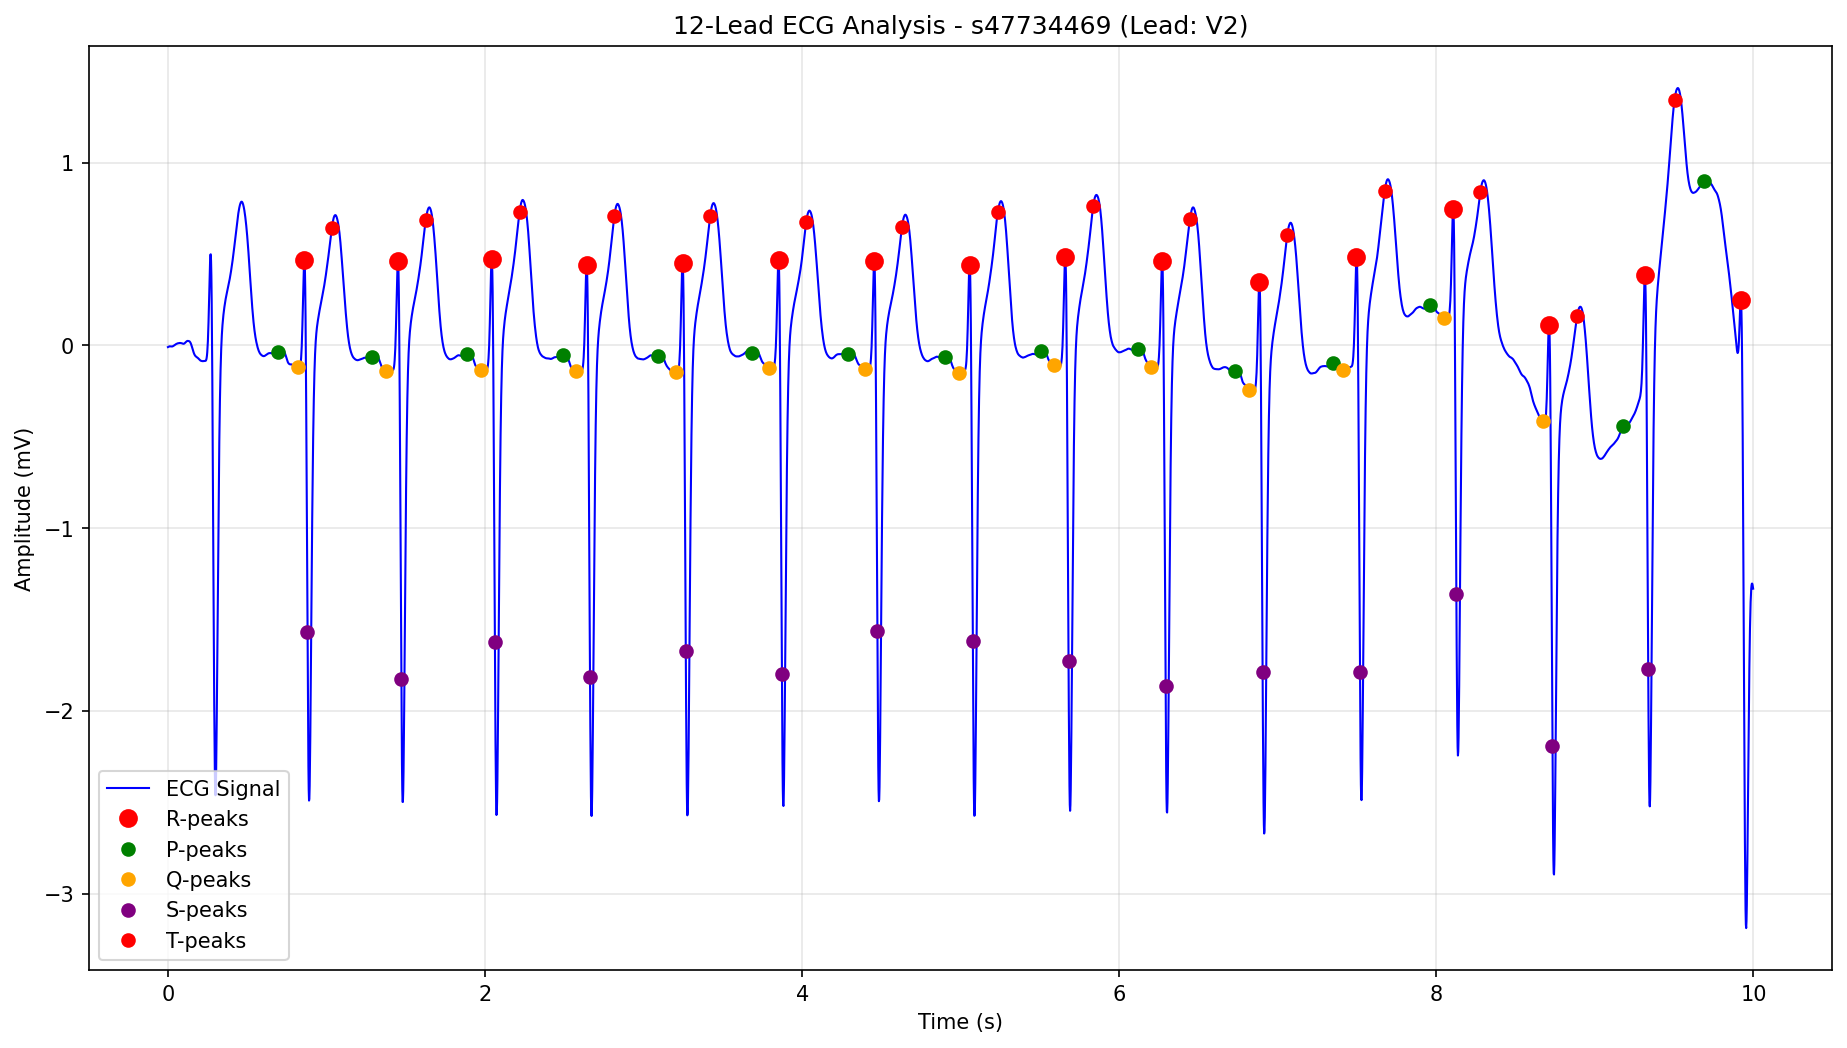 12-Lead ECG Analysis - s47734469 (Lead: V2)
Amplitude (mV)
1
0
−1
−2
−3
ECG Signal
R-peaks
P-peaks
Q-peaks
S-peaks
T-peaks
0 2 4 6 8 10
Time (s)